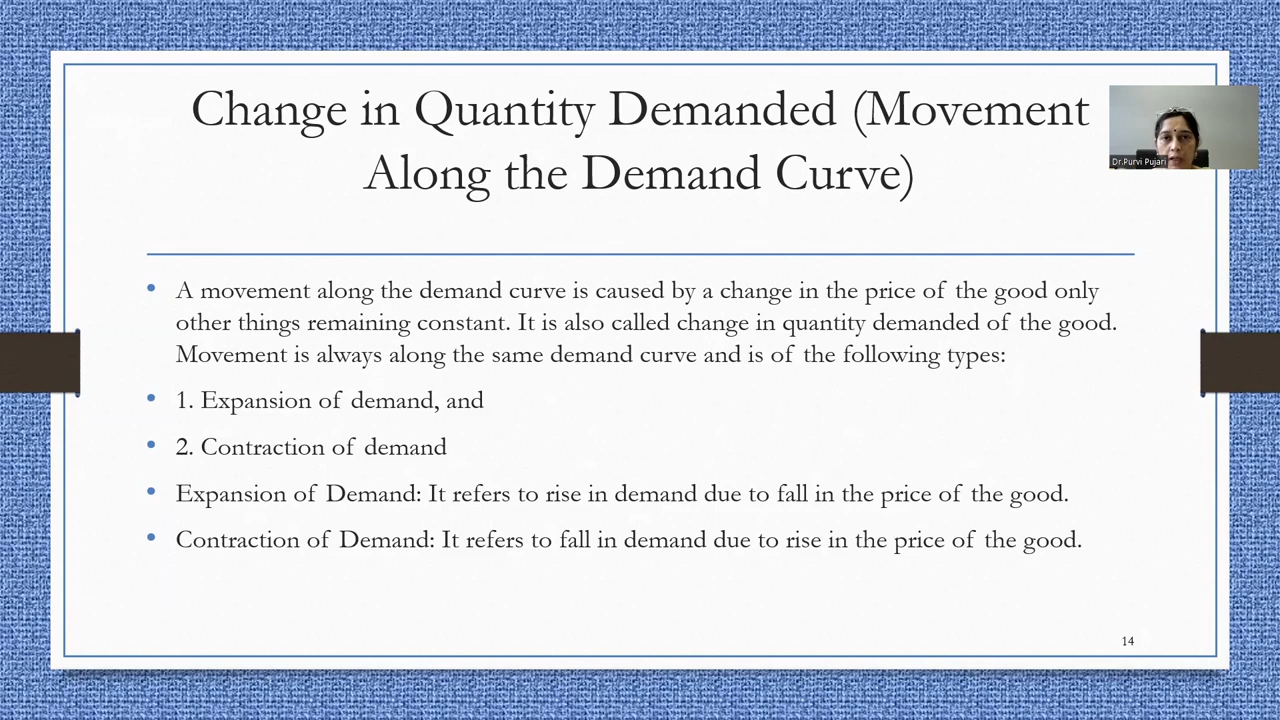 Change in Quantity Demanded (Movement
Along the Demand Curve)
Dr.Purvi Pujari
• A movement along the demand curve is caused by a change in the price of the good only
other things remaining constant. It is also called change in quantity demanded of the good.
Movement is always along the same demand curve and is of the following types:
• 1. Expansion of demand, and
• 2. Contraction of demand
• Expansion of Demand: It refers to rise in demand due to fall in the price of the good.
• Contraction of Demand: It refers to fall in demand due to rise in the price of the good.
14